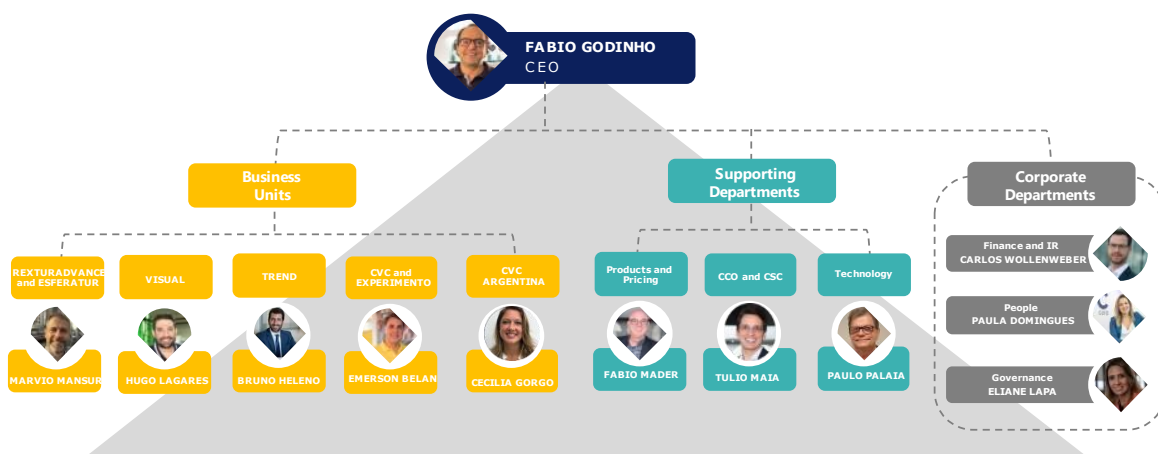 FABIO GODINHO
CEO
Business
Units
Supporting
Departments
Corporate
Departments
REXTURADVANCE
and ESFERATUR
VISUAL
TREND
CVC and
EXPERIMENTO
CVC
ARGENTINA
Products and
Pricing
CCO and CSC
Technology
MARVIO MANSUR
HUGO LAGARES
BRUNO HELENO
EMERSON BELAN
CECILIA GORGO
FABIO MADER
TULIO MAIA
PAULO PALAIA
Finance and IR
CARLOS WOLLENWEBER
People
PAULA DOMINGUES
Governance
ELIANE LAPA